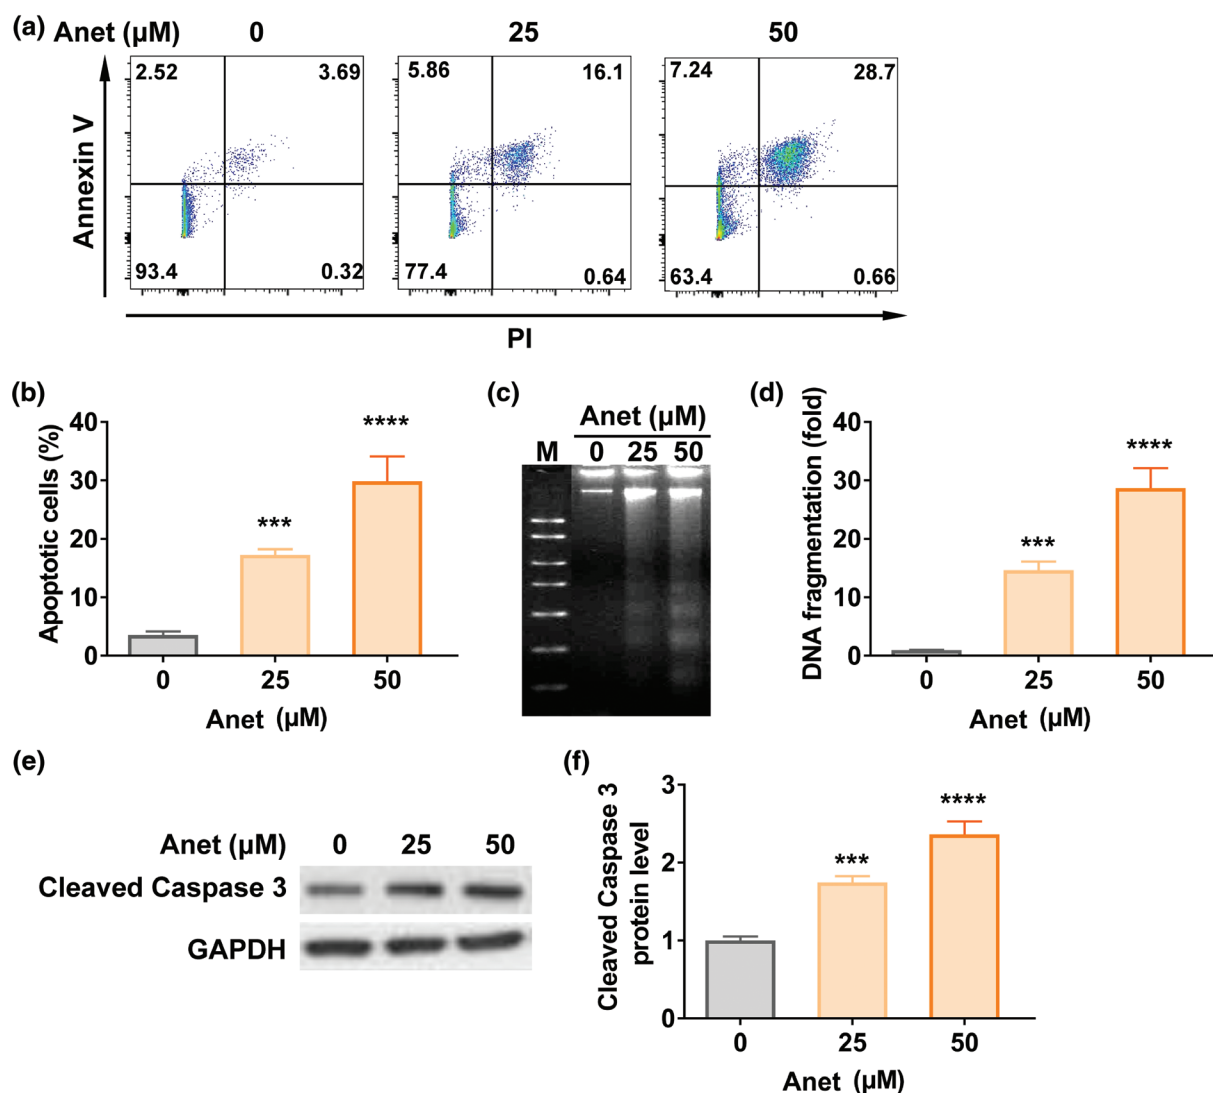 (a) Anet (μM) 0 25 50
2.52 3.69 5.86 16.1 7.24 28.7
Annexin V
93.4 0.32 77.4 0.64 63.4 0.66
PI
(b)
40
30
20
10
0
Apoptotic cells (%)
***
****
0 25 50
Anet (μM)
(c)
Anet (μM)
M 0 25 50
(d)
40
30
20
10
0
DNA fragmentation (fold)
***
****
0 25 50
Anet (μM)
(e)
Anet (μM) 0 25 50
Cleaved Caspase 3
GAPDH
(f)
3
2
1
0
Cleaved Caspase 3
protein level
***
****
0 25 50
Anet (μM)